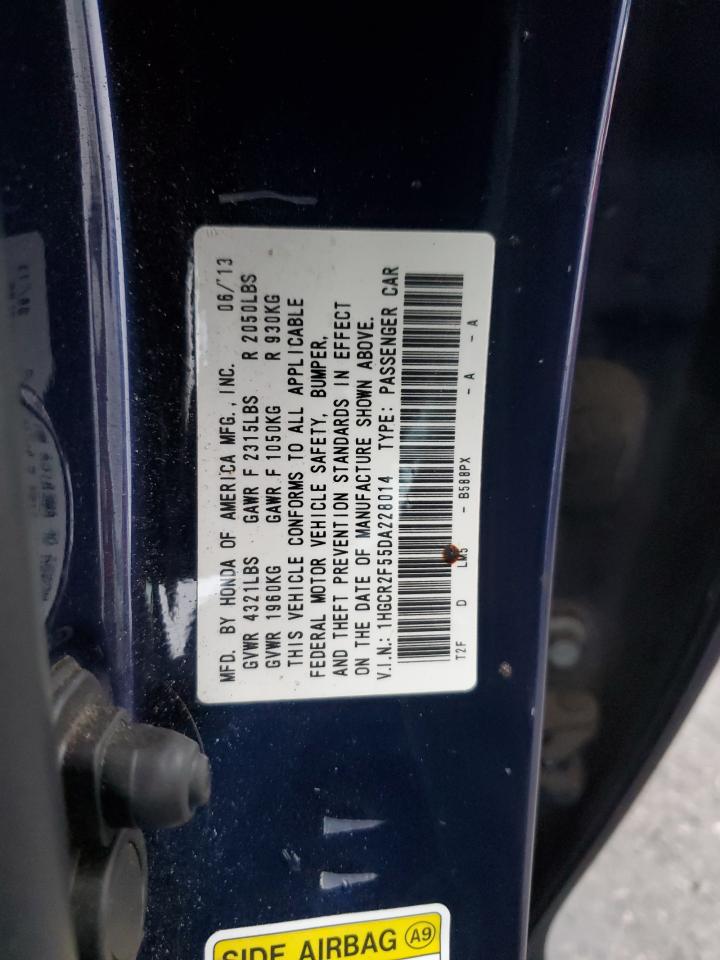 MFD. BY HONDA OF AMERICA MFG., INC. 06/'13
GVWR 4321LBS GAWR F 2315LBS R 2050LBS
GVWR 1960KG GAWR F 1050KG R 930KG
THIS VEHICLE CONFORMS TO ALL APPLICABLE
FEDERAL MOTOR VEHICLE SAFETY, BUMPER,
AND THEFT PREVENTION STANDARDS IN EFFECT
ON THE DATE OF MANUFACTURE SHOWN ABOVE.
V.I.N.: 1HGCR2F55DA228014 TYPE: PASSENGER CAR
T2F D LM5 - B588PX - A - A
SIDE AIRBAG A9